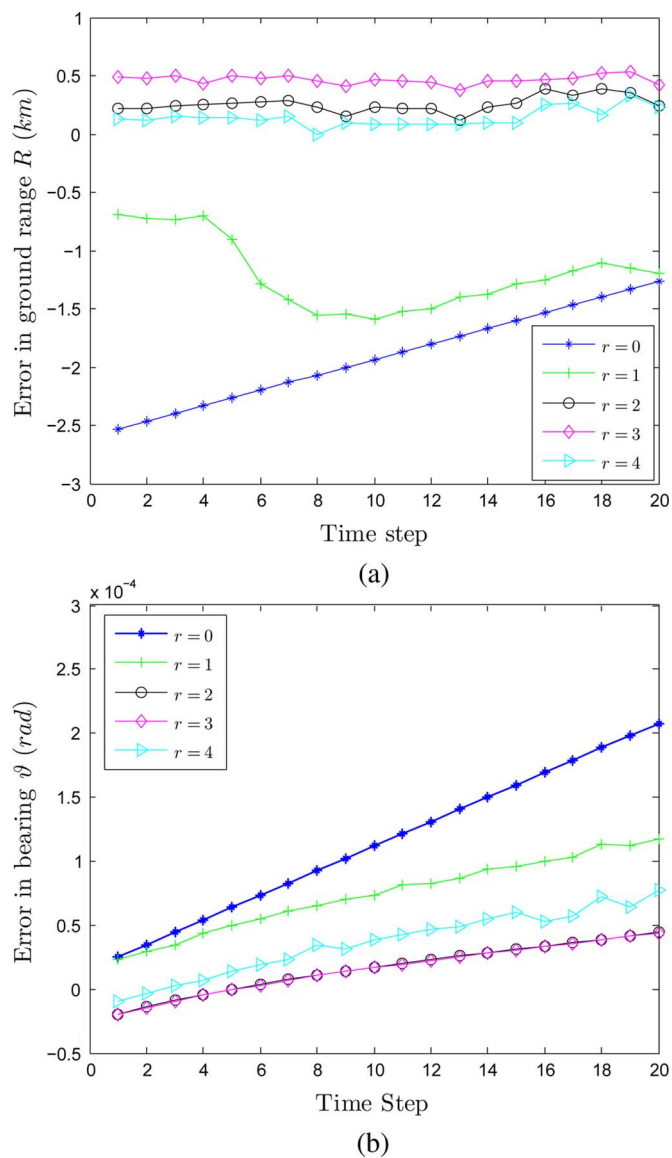 1
0.5
0
−0.5
−1
−1.5
−2
−2.5
−3
Error in ground range R (km)
r = 0
r = 1
r = 2
r = 3
r = 4
0 2 4 6 8 10 12 14 16 18 20
Time step
(a)
x 10⁻⁴
3
2.5
2
1.5
1
0.5
0
−0.5
Error in bearing ϑ (rad)
r = 0
r = 1
r = 2
r = 3
r = 4
0 2 4 6 8 10 12 14 16 18 20
Time Step
(b)